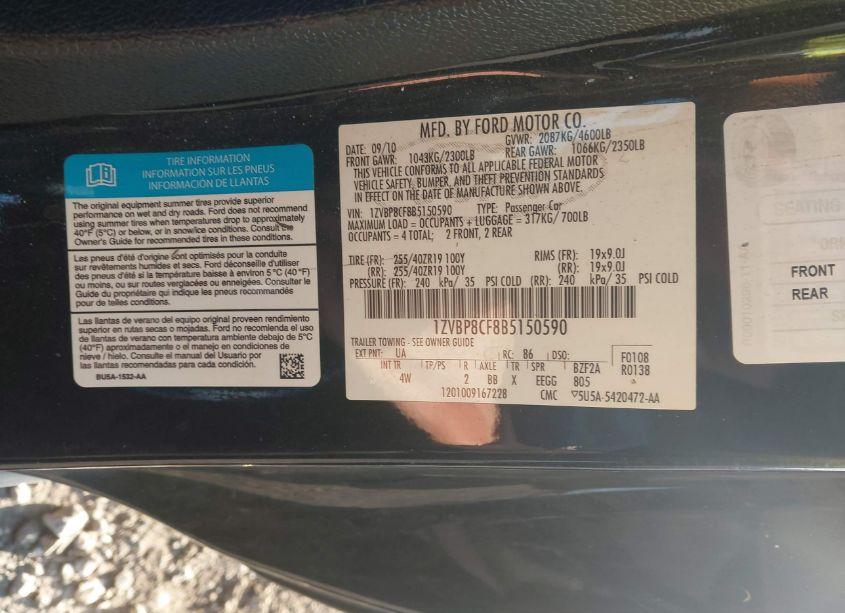 TIRE INFORMATION
INFORMATION SUR LES PNEUS
INFORMACIÓN DE LLANTAS
The original equipment summer tires provide superior
performance on wet and dry roads. Ford does not recommend
using summer tires when temperatures drop to approximately
40°F (5°C) or below, or in snow/ice conditions. Consult the
Owner's Guide for recommended tires in these conditions.
Les pneus d'été d'origine sont optimisés pour la conduite
sur revêtements humides et secs. Ford déconseille d'utiliser
des pneus d'été si la température baisse à environ 5 °C (40 °F)
ou moins, ou sur routes verglacées ou enneigées. Consulter le
Guide du propriétaire qui indique les pneus recommandés
pour de telles conditions.
Las llantas de verano del equipo original proveen rendimiento
superior en rutas secas o mojadas. Ford no recomienda el uso
de llantas de verano con temperatura ambiente debajo de 5°C
(40°F) aproximadamente o el manejo en condiciones de
nieve / hielo. Consulte el manual del Usuario por
las llantas recomendadas para cada condición.
BU5A-1532-AA
MFD. BY FORD MOTOR CO.
DATE: 09/10 GVWR: 2087KG/4600LB
FRONT GAWR: 1043KG/2300LB REAR GAWR: 1066KG/2350LB
THIS VEHICLE CONFORMS TO ALL APPLICABLE FEDERAL MOTOR
VEHICLE SAFETY, BUMPER, AND THEFT PREVENTION STANDARDS
IN EFFECT ON THE DATE OF MANUFACTURE SHOWN ABOVE.
VIN: 1ZVBP8CF8B5150590 TYPE: Passenger Car
MAXIMUM LOAD = OCCUPANTS + LUGGAGE = 317KG/ 700LB
OCCUPANTS = 4 TOTAL; 2 FRONT, 2 REAR
TIRE (FR): 255/40ZR19 100Y RIMS (FR): 19x9.0J
(RR): 255/40ZR19 100Y (RR): 19x9.0J
PRESSURE (FR): 240 kPa/ 35 PSI COLD (RR): 240 kPa/ 35 PSI COLD
1ZVBP8CF8B5150590
TRAILER TOWING - SEE OWNER GUIDE
EXT PNT: UA RC: 86 DSO: F0108
INT TR TP/PS R AXLE TR SPR BZF2A R0138
4W 2 BB X EEGG 805
1201009167228 CMC ▽5U5A-5420472-AA
FRONT
REAR